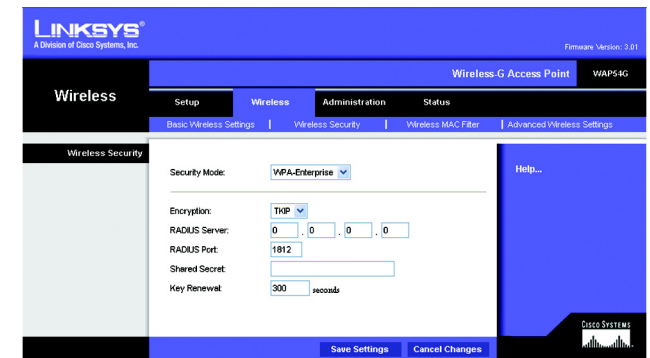 LINKSYS®
A Division of Cisco Systems, Inc.
Firmware Version: 3.01
Wireless-G Access Point WAP54G
Wireless
Setup Wireless Administration Status
Basic Wireless Settings | Wireless Security | Wireless MAC Filter | Advanced Wireless Settings
Wireless Security
Help...
Security Mode: WPA-Enterprise
Encryption: TKIP
RADIUS Server: 0 . 0 . 0 . 0
RADIUS Port: 1812
Shared Secret:
Key Renewal: 300 seconds
Save Settings Cancel Changes
CISCO SYSTEMS